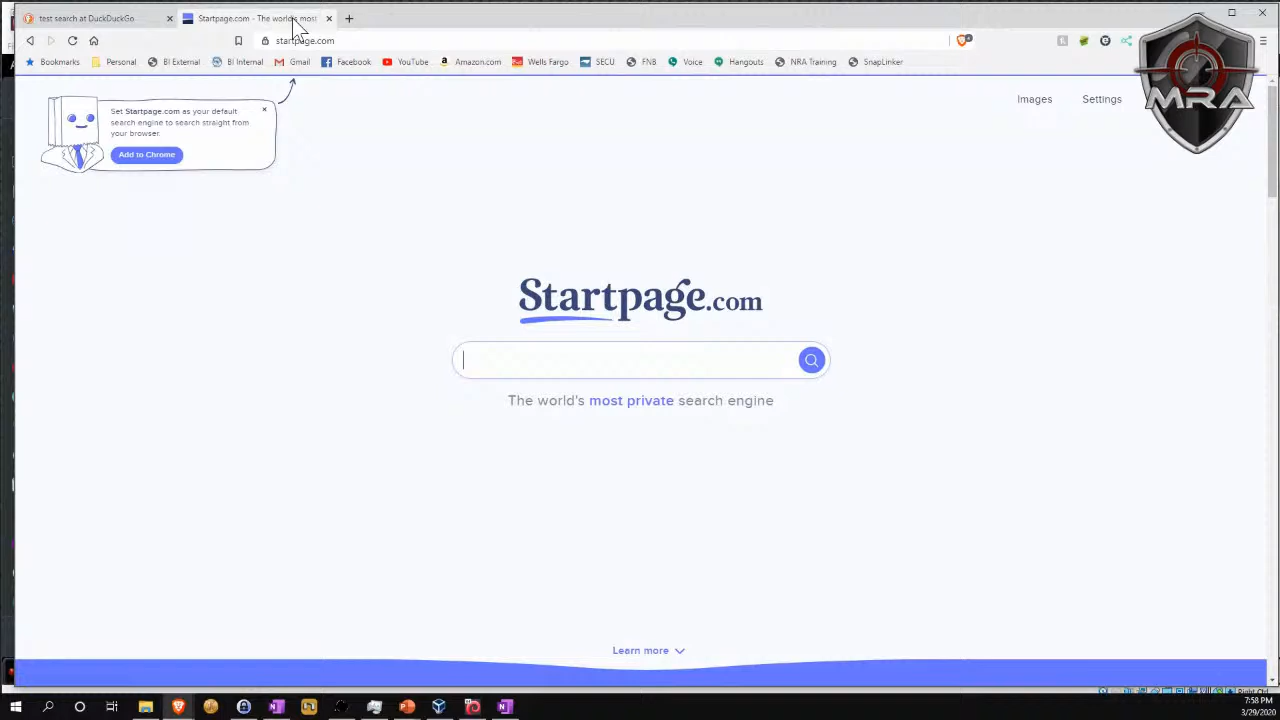 test search at DuckDuckGo
Startpage.com - The world's most
startpage.com
Bookmarks Personal BI External BI Internal Gmail Facebook YouTube Amazon.com Wells Fargo SECU FNB Voice Hangouts NRA Training SnapLinker
MRA
Images Settings
Set Startpage.com as your default
search engine to search straight from
your browser.
Add to Chrome
Startpage.com
The world's most private search engine
Learn more
Right Ctrl
7:58 PM
3/29/2020